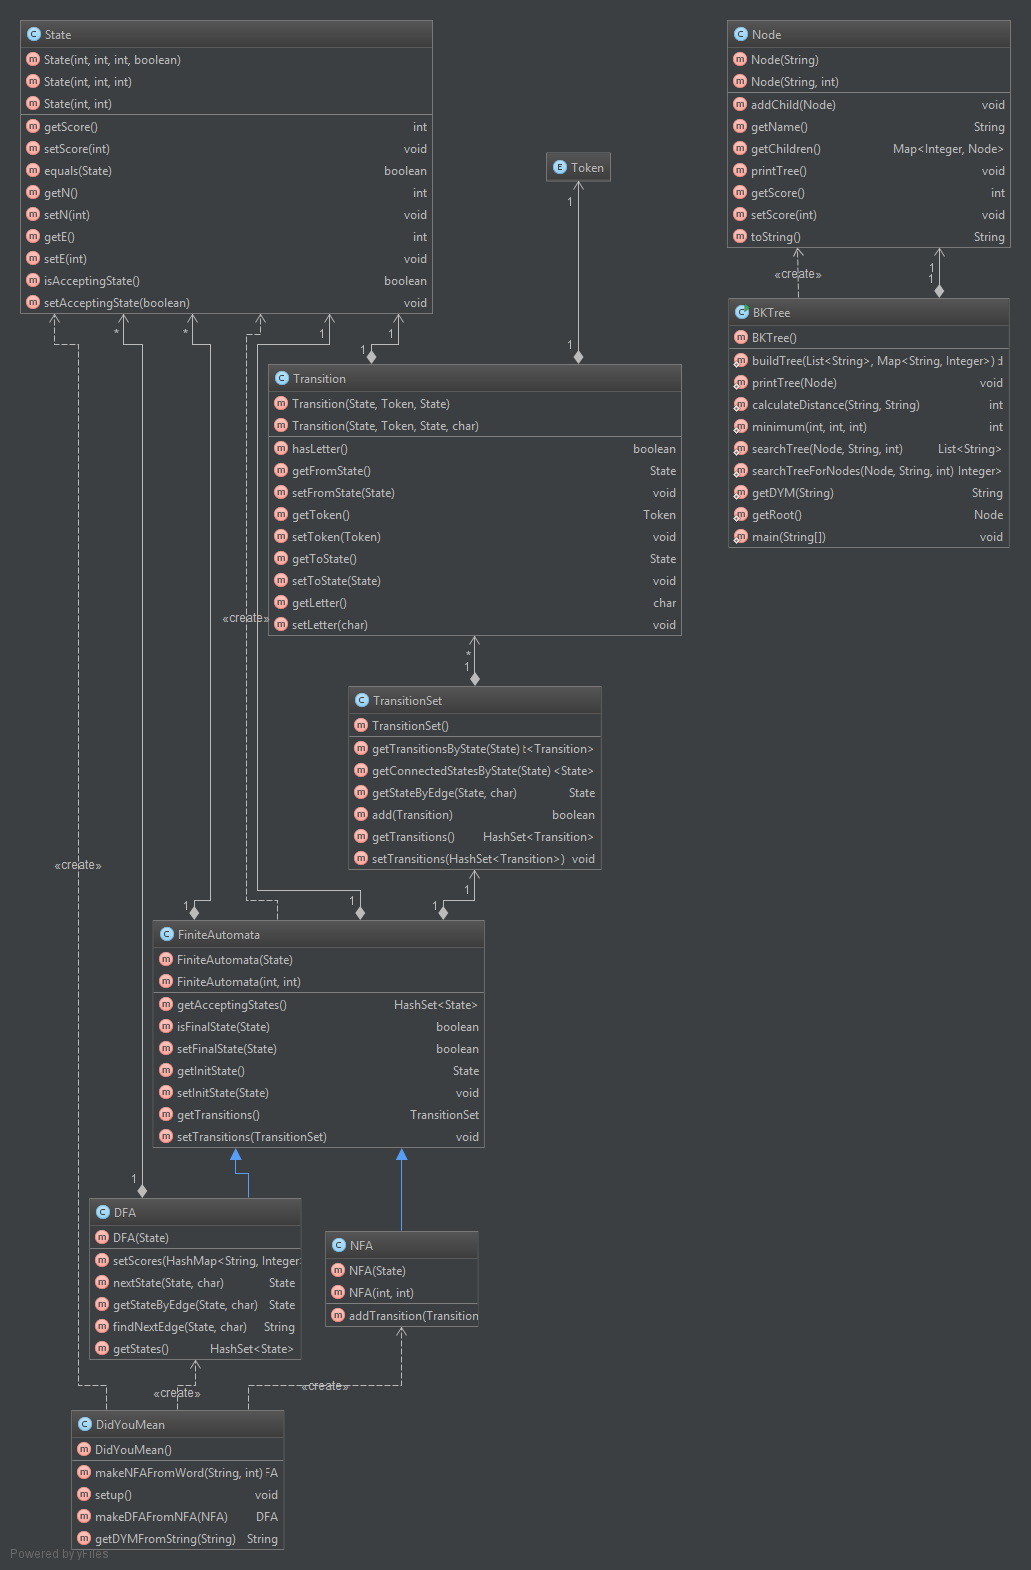 State
State(int, int, int, boolean)
State(int, int, int)
State(int, int)
getScore() int
setScore(int) void
equals(State) boolean
getN() int
setN(int) void
getE() int
setE(int) void
isAcceptingState() boolean
setAcceptingState(boolean) void
Node
Node(String)
Node(String, int)
addChild(Node) void
getName() String
getChildren() Map<Integer, Node>
printTree() void
getScore() int
setScore(int) void
toString() String
Token
1
1
«create»
1
1
BKTree
BKTree()
buildTree(List<String>, Map<String, Integer>) d
printTree(Node) void
calculateDistance(String, String) int
minimum(int, int, int) int
searchTree(Node, String, int) List<String>
searchTreeForNodes(Node, String, int) Integer>
getDYM(String) String
getRoot() Node
main(String[]) void
* * 1 1
1
Transition
Transition(State, Token, State)
Transition(State, Token, State, char)
hasLetter() boolean
getFromState() State
setFromState(State) void
getToken() Token
setToken(Token) void
getToState() State
setToState(State) void
getLetter() char
setLetter(char) void
«create»
*
1
TransitionSet
TransitionSet()
getTransitionsByState(State) t<Transition>
getConnectedStatesByState(State) <State>
getStateByEdge(State, char) State
add(Transition) boolean
getTransitions() HashSet<Transition>
setTransitions(HashSet<Transition>) void
«create»
1
1 1 1
FiniteAutomata
FiniteAutomata(State)
FiniteAutomata(int, int)
getAcceptingStates() HashSet<State>
isFinalState(State) boolean
setFinalState(State) boolean
getInitState() State
setInitState(State) void
getTransitions() TransitionSet
setTransitions(TransitionSet) void
1
DFA
DFA(State)
setScores(HashMap<String, Integer>
nextState(State, char) State
getStateByEdge(State, char) State
findNextEdge(State, char) String
getStates() HashSet<State>
NFA
NFA(State)
NFA(int, int)
addTransition(Transition
«create»
«create»
DidYouMean
DidYouMean()
makeNFAFromWord(String, int) FA
setup() void
makeDFAFromNFA(NFA) DFA
getDYMFromString(String) String
Powered by yFiles